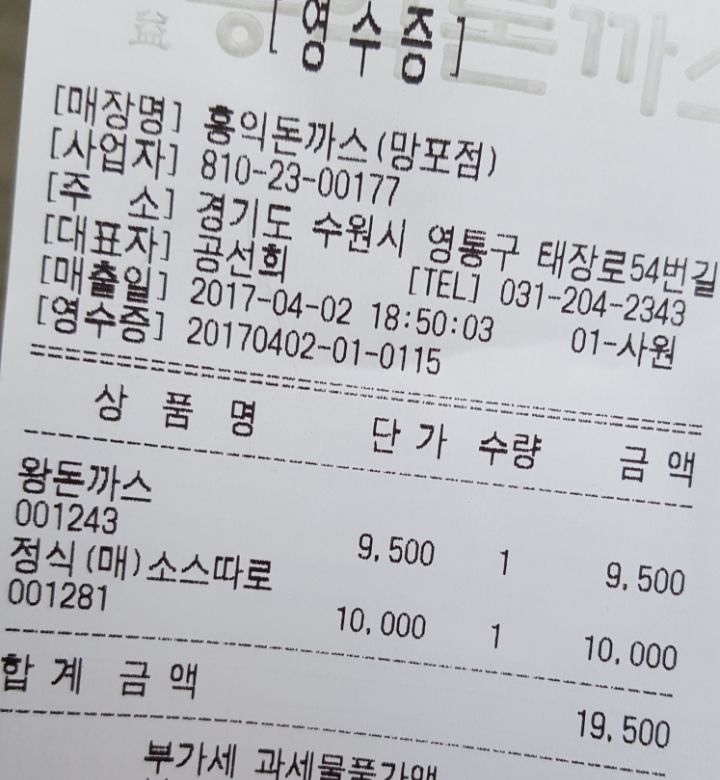 [영수증]
[매장명] 홍익돈까스(망포점)
[사업자] 810-23-00177
[주 소] 경기도 수원시 영통구 태장로54번길
[대표자] 공선희 [TEL] 031-204-2343
[매출일] 2017-04-02 18:50:03 01-사원
[영수증] 20170402-01-0115
상 품 명 단 가 수량 금 액
왕돈까스
001243 9,500 1 9,500
정식(매)소스따로
001281 10,000 1 10,000
합 계 금 액 19,500
부가세 과세물품가액